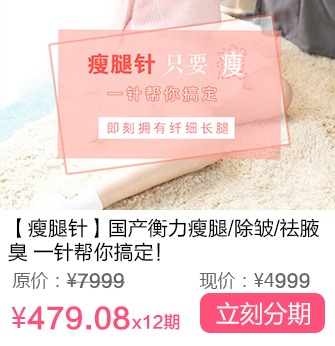 瘦腿针 只要 瘦
一针帮你搞定
即刻拥有纤细长腿
【瘦腿针】国产衡力瘦腿/除皱/祛腋
臭 一针帮你搞定!
原价：¥7999 现价：¥4999
¥479.08x12期 立刻分期